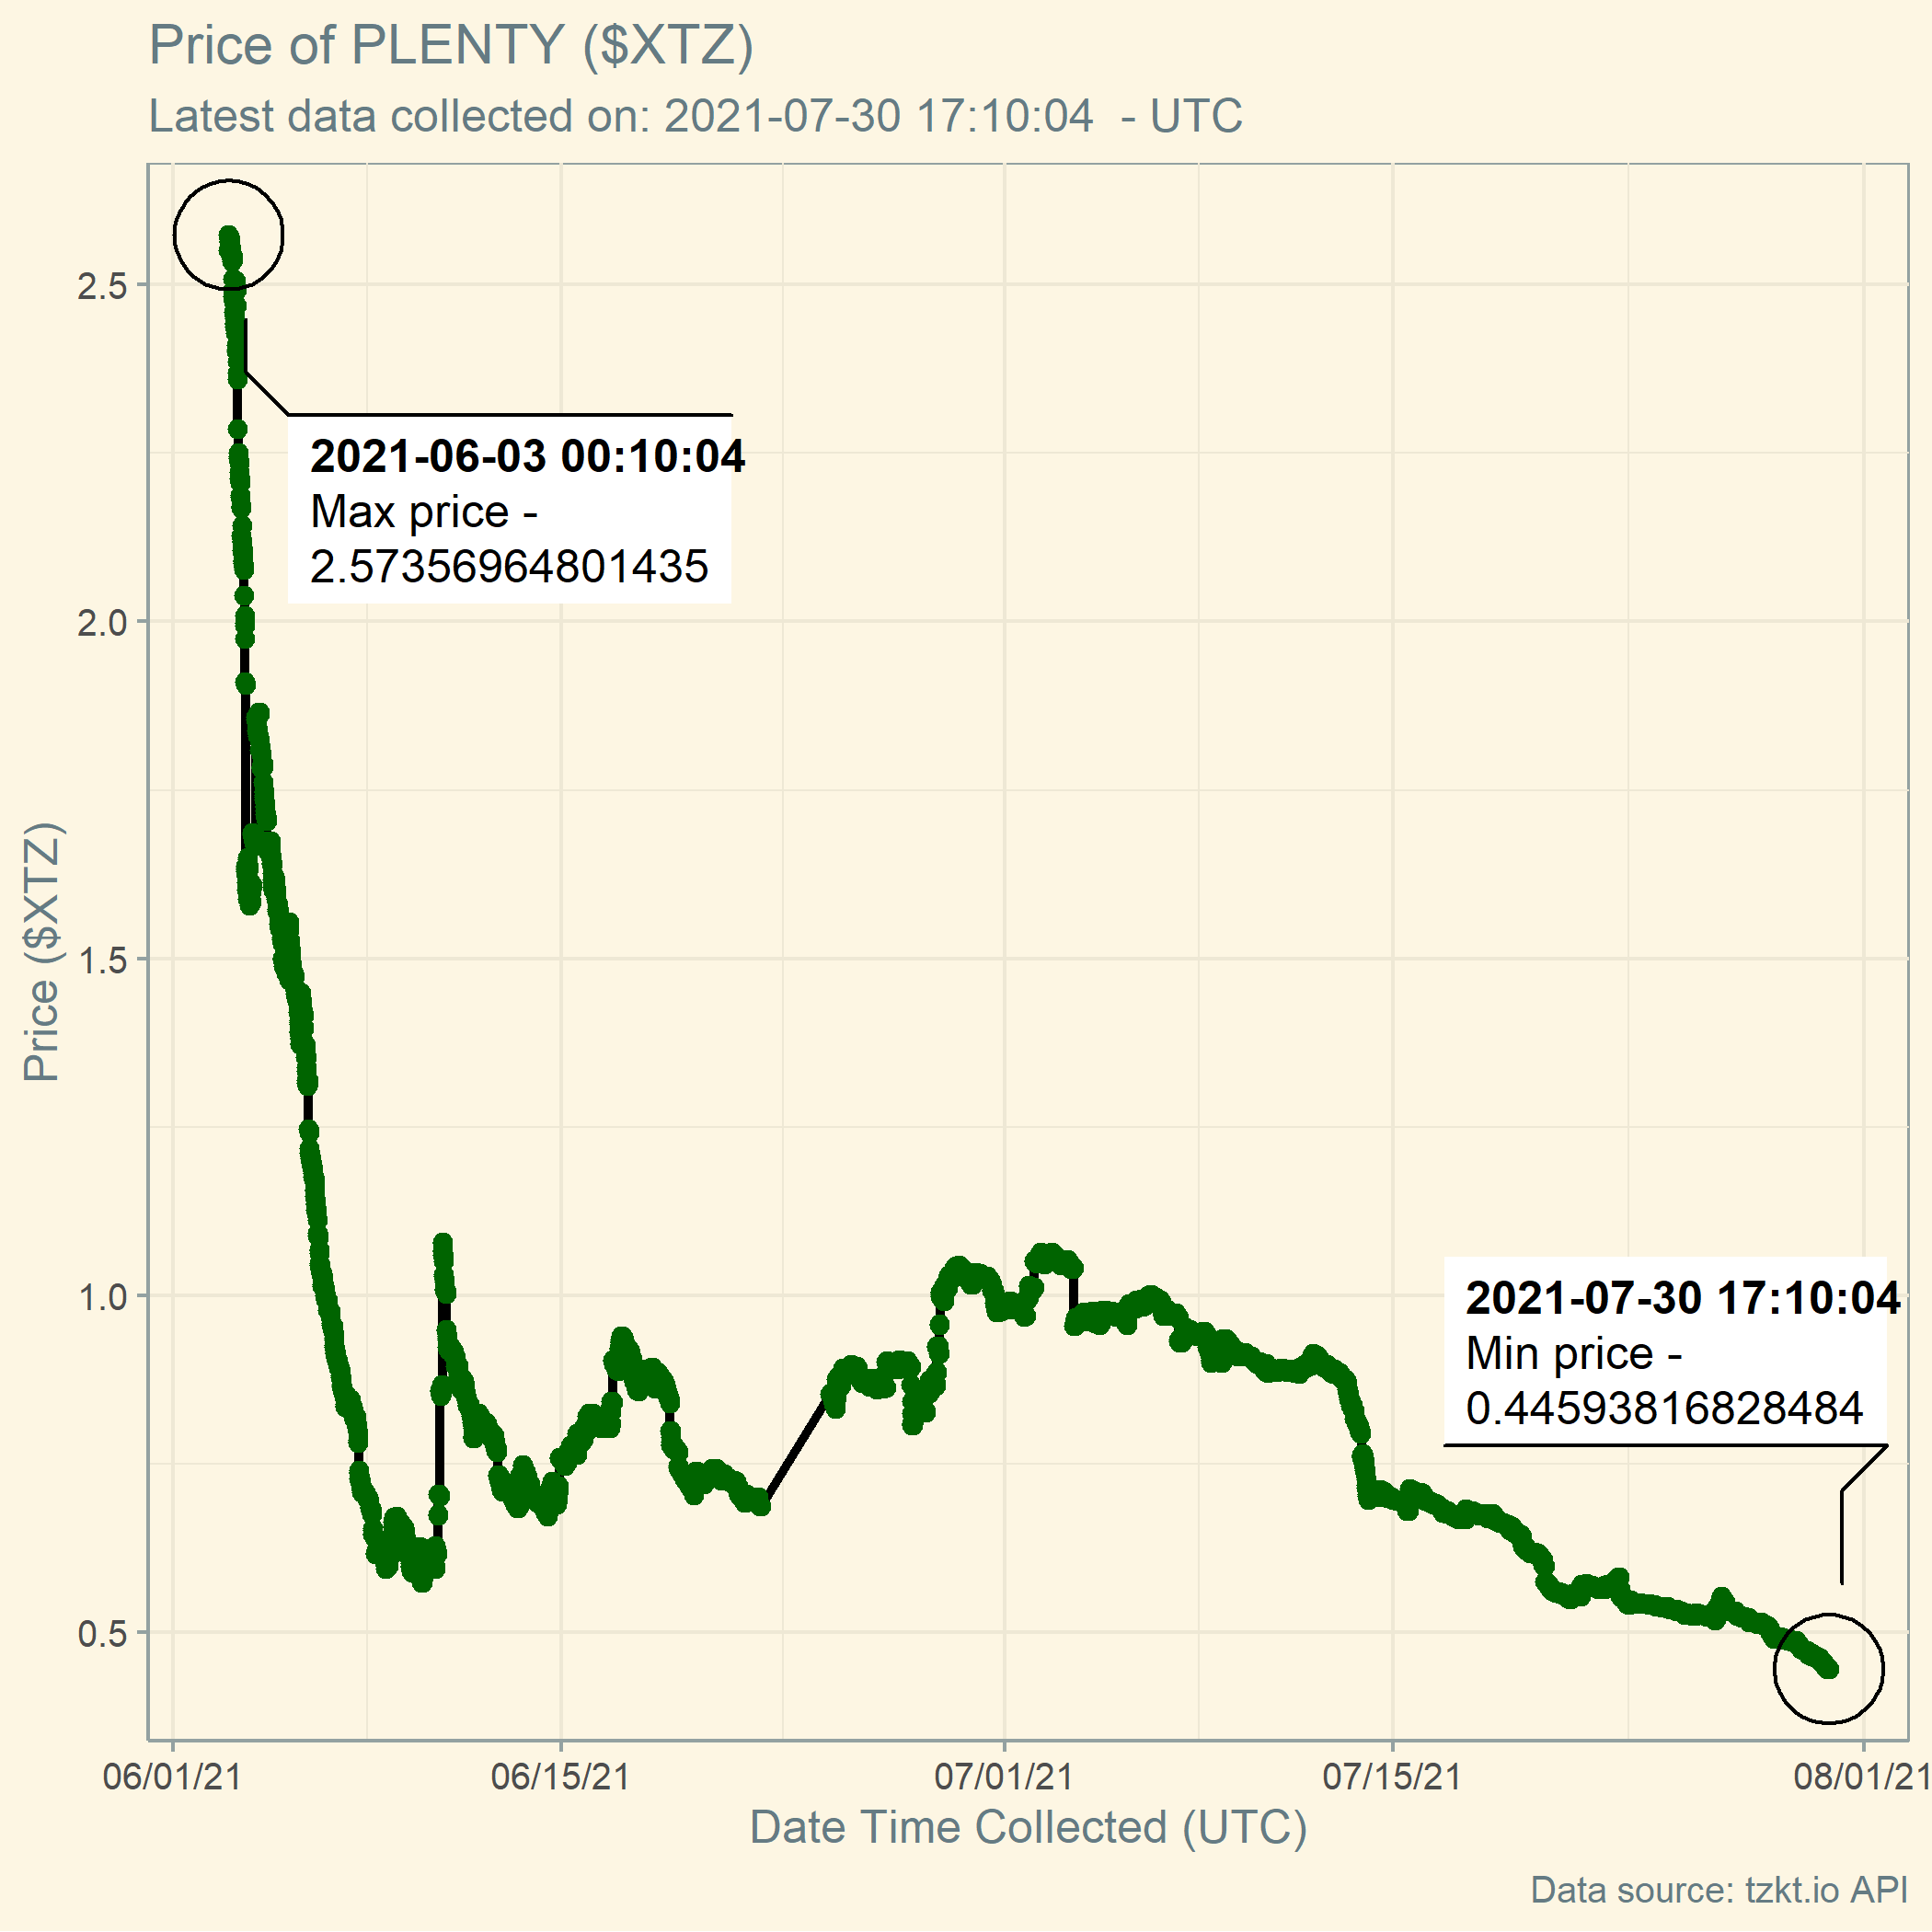 Price of PLENTY ($XTZ)
Latest data collected on: 2021-07-30 17:10:04  - UTC
Price ($XTZ)
2.5
2.0
1.5
1.0
0.5
2021-06-03 00:10:04
Max price -
2.57356964801435
2021-07-30 17:10:04
Min price -
0.44593816828484
06/01/21
06/15/21
07/01/21
07/15/21
08/01/21
Date Time Collected (UTC)
Data source: tzkt.io API